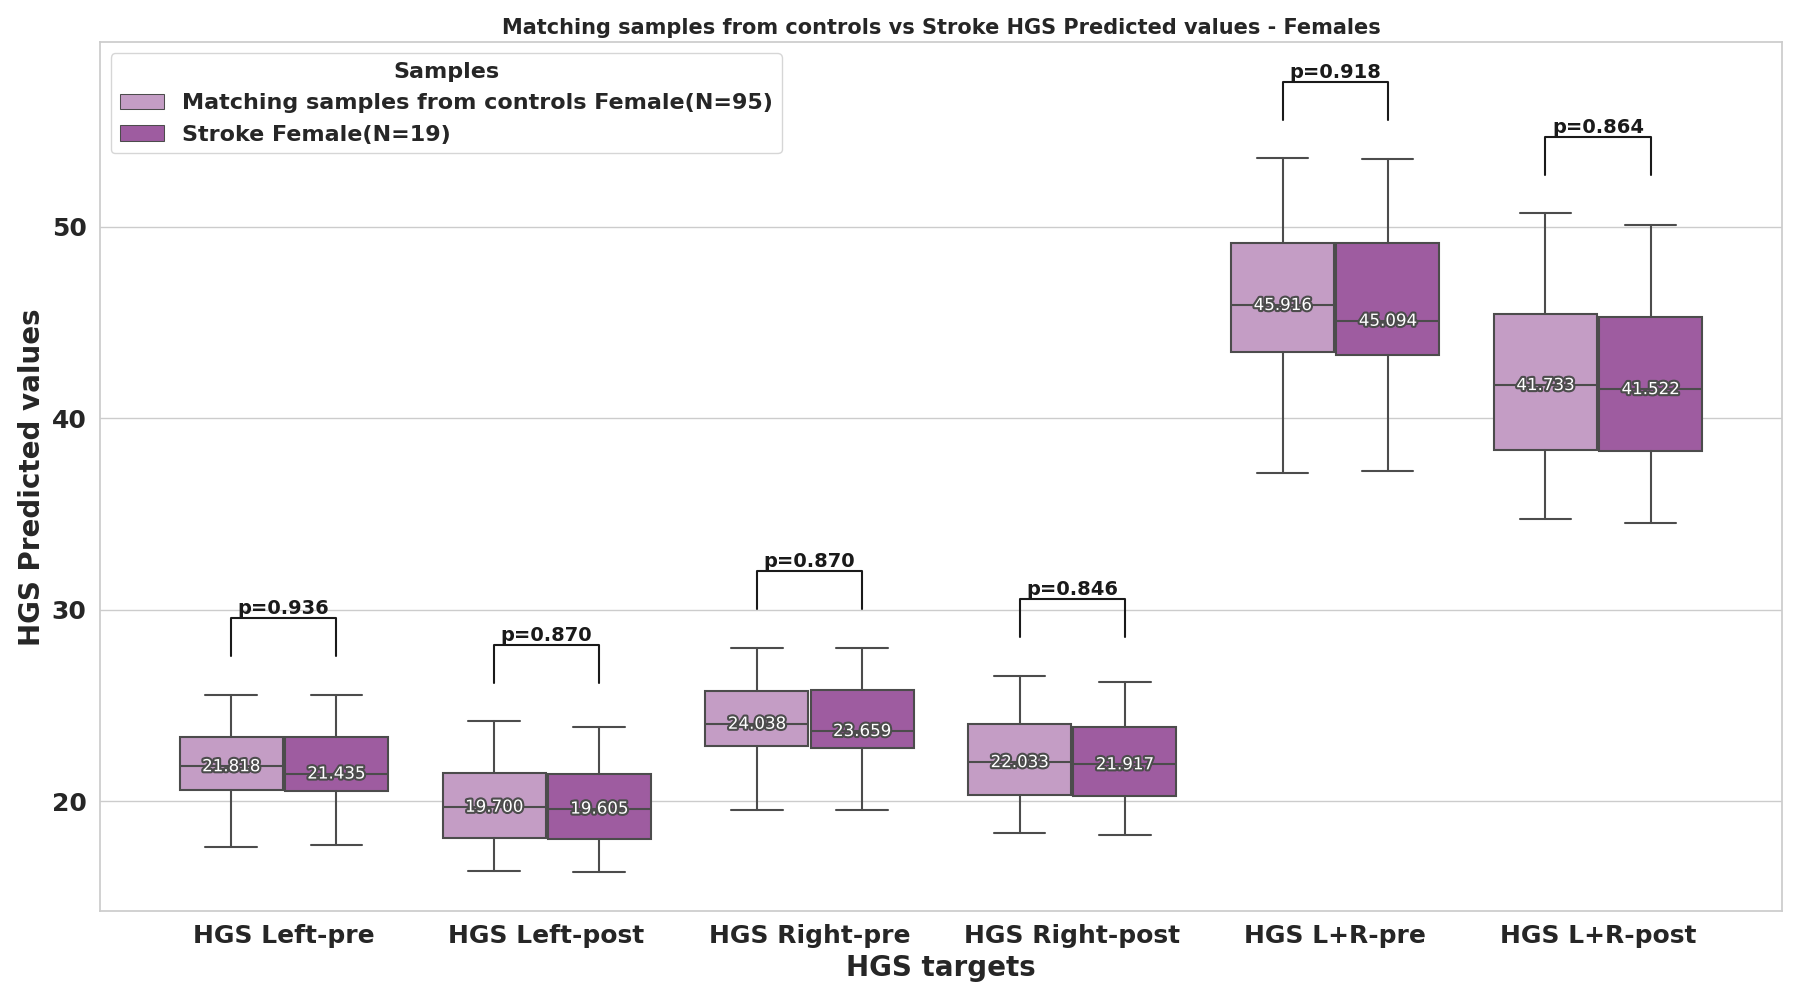 Matching samples from controls vs Stroke HGS Predicted values - Females
Samples
Matching samples from controls Female(N=95)
Stroke Female(N=19)
p=0.918
p=0.864
50
40
30
20
HGS Predicted values
45.916
45.094
41.733
41.522
p=0.870
p=0.846
p=0.936
p=0.870
24.038
23.659
22.033
21.917
21.818
21.435
19.700
19.605
HGS Left-pre
HGS Left-post
HGS Right-pre
HGS Right-post
HGS L+R-pre
HGS L+R-post
HGS targets